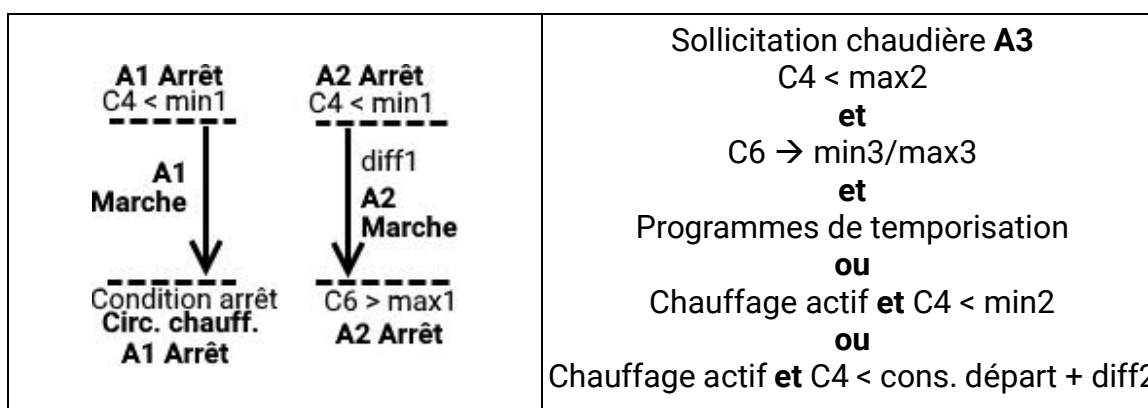 A1 Arrêt
C4 < min1
A1
Marche
Condition arrêt
Circ. chauff.
A1 Arrêt
A2 Arrêt
C4 < min1
diff1
A2
Marche
C6 > max1
A2 Arrêt
Sollicitation chaudière A3
C4 < max2
et
C6 → min3/max3
et
Programmes de temporisation
ou
Chauffage actif et C4 < min2
ou
Chauffage actif et C4 < cons. départ + diff2